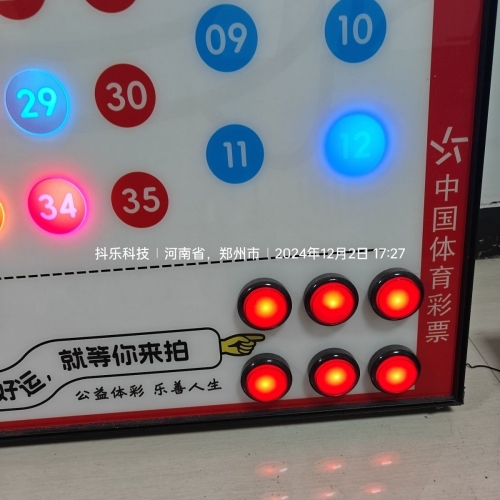 09
10
29
30
11
12
34
35
中国体育彩票
抖乐科技 | 河南省，郑州市 | 2024年12月2日 17:27
好运，就等你来拍
公益体彩 乐善人生